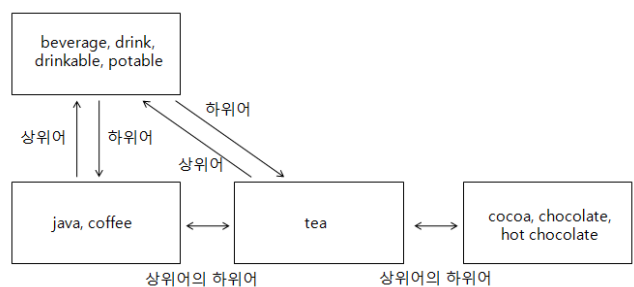 beverage, drink,
drinkable, potable
상위어
하위어
하위어
상위어
java, coffee
tea
cocoa, chocolate,
hot chocolate
상위어의 하위어
상위어의 하위어